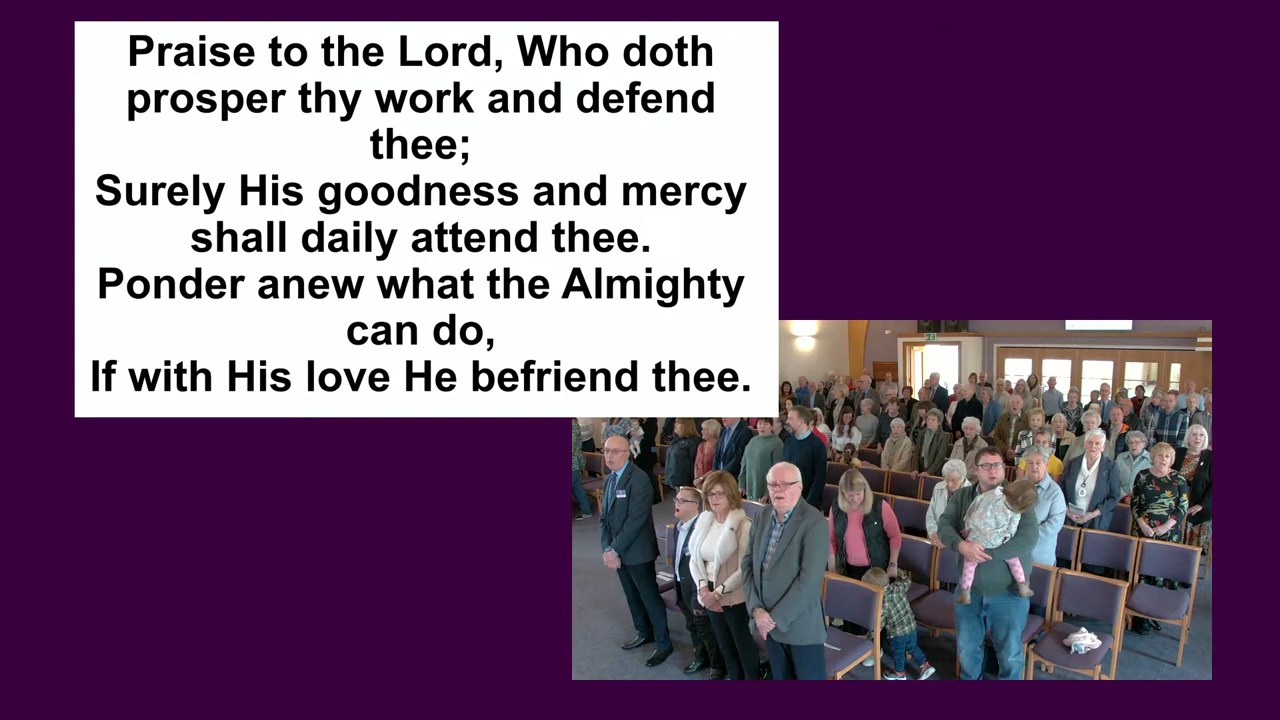 Praise to the Lord, Who doth
prosper thy work and defend
thee;
Surely His goodness and mercy
shall daily attend thee.
Ponder anew what the Almighty
can do,
If with His love He befriend thee.